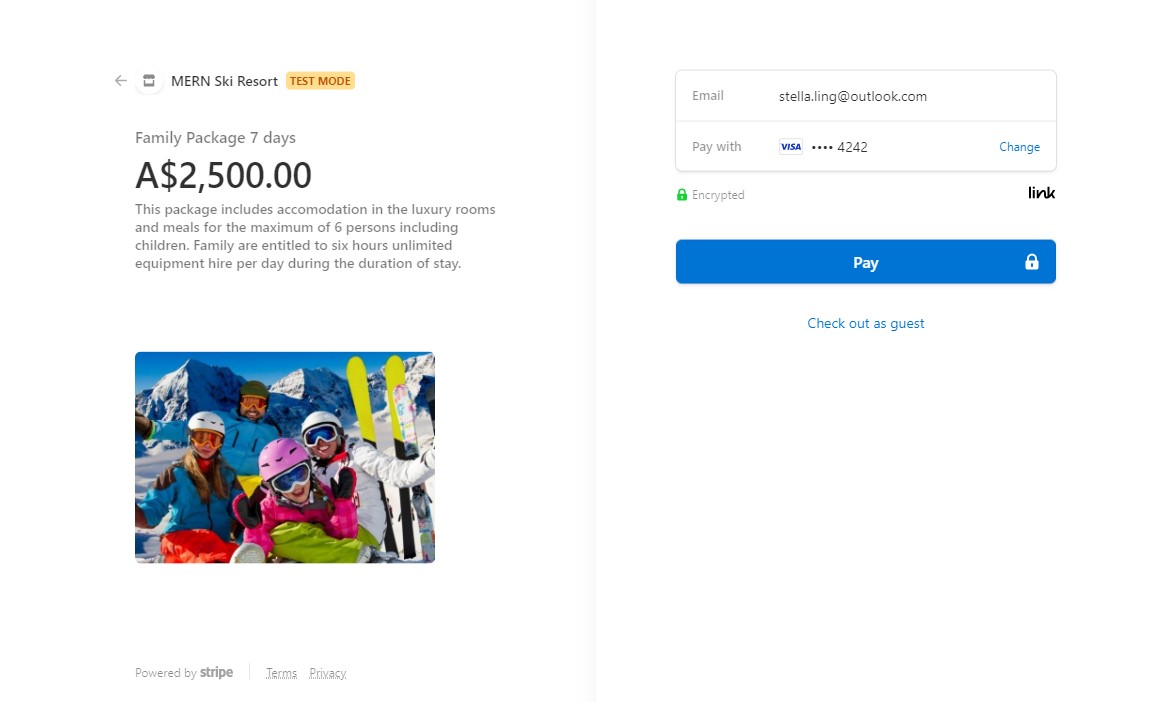 MERN Ski Resort TEST MODE
Family Package 7 days
A$2,500.00
This package includes accomodation in the luxury rooms
and meals for the maximum of 6 persons including
children. Family are entitled to six hours unlimited
equipment hire per day during the duration of stay.
Powered by stripe Terms Privacy
Email stella.ling@outlook.com
Pay with VISA •••• 4242 Change
Encrypted link
Pay
Check out as guest